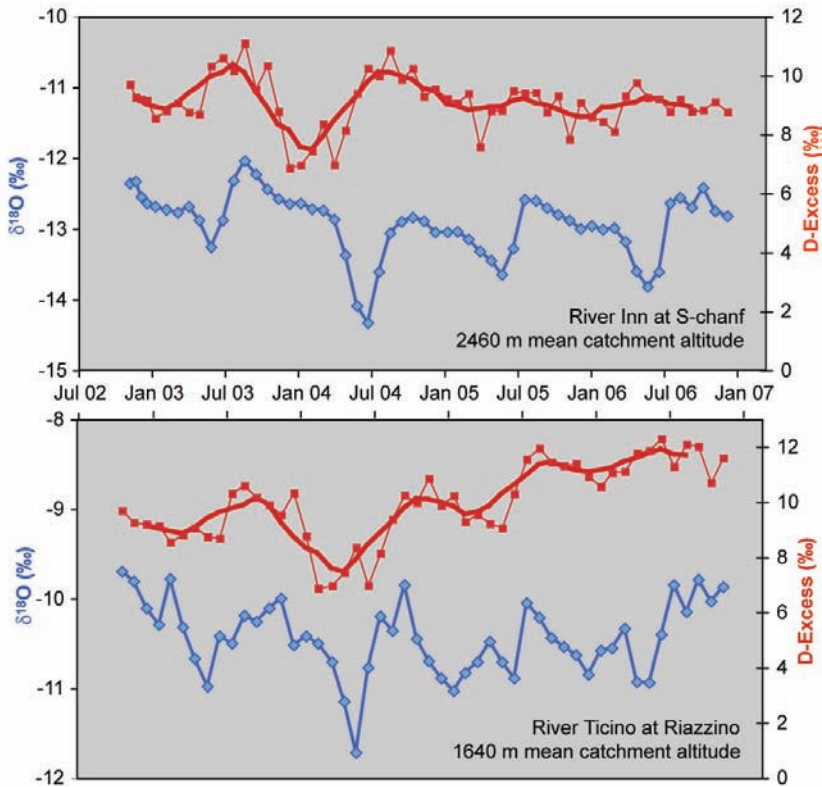 -10
-11
-12
-13
-14
-15
δ18O (‰)
12
10
8
6
4
2
0
D-Excess (‰)
River Inn at S-chanf
2460 m mean catchment altitude
Jul 02 Jan 03 Jul 03 Jan 04 Jul 04 Jan 05 Jul 05 Jan 06 Jul 06 Jan 07
-8
-9
-10
-11
-12
δ18O (‰)
12
10
8
6
4
2
0
D-Excess (‰)
River Ticino at Riazzino
1640 m mean catchment altitude